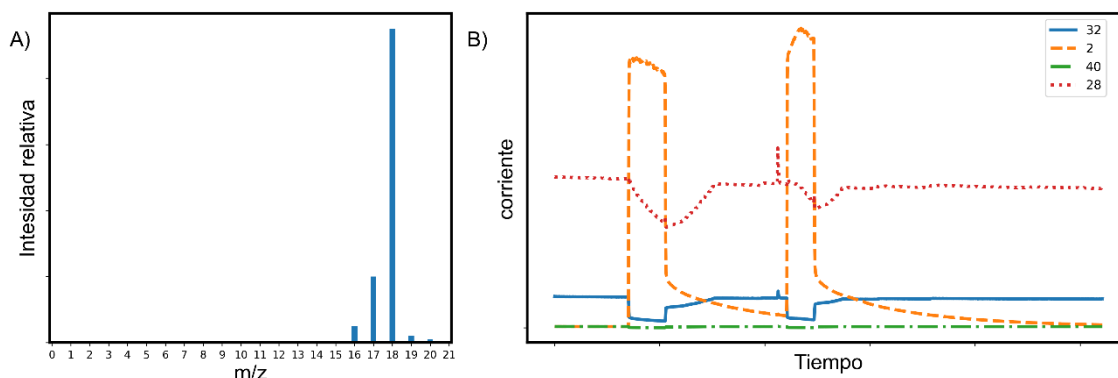 A)
Intesidad relativa
0 1 2 3 4 5 6 7 8 9 10 11 12 13 14 15 16 17 18 19 20 21
m/z
B)
corriente
32
2
40
28
Tiempo